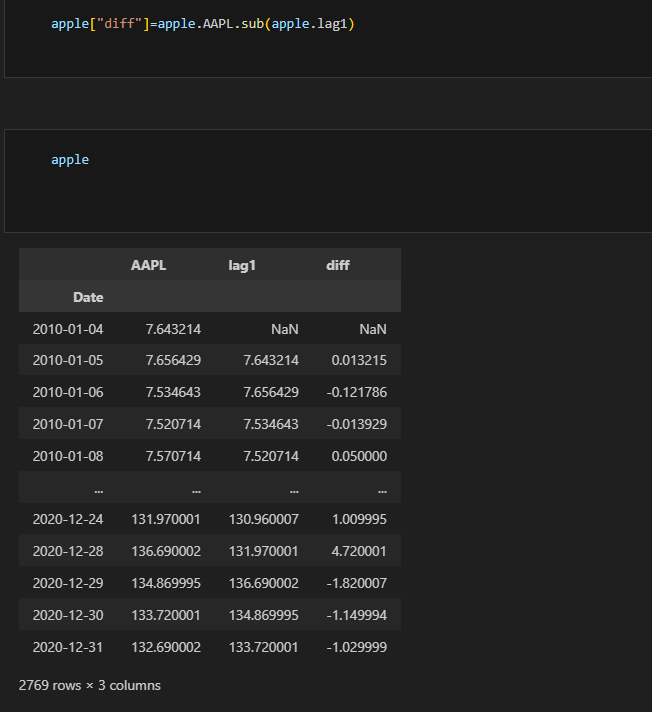 apple["diff"]=apple.AAPL.sub(apple.lag1)
apple
AAPL lag1 diff
Date
2010-01-04 7.643214 NaN NaN
2010-01-05 7.656429 7.643214 0.013215
2010-01-06 7.534643 7.656429 -0.121786
2010-01-07 7.520714 7.534643 -0.013929
2010-01-08 7.570714 7.520714 0.050000
... ... ... ...
2020-12-24 131.970001 130.960007 1.009995
2020-12-28 136.690002 131.970001 4.720001
2020-12-29 134.869995 136.690002 -1.820007
2020-12-30 133.720001 134.869995 -1.149994
2020-12-31 132.690002 133.720001 -1.029999
2769 rows × 3 columns